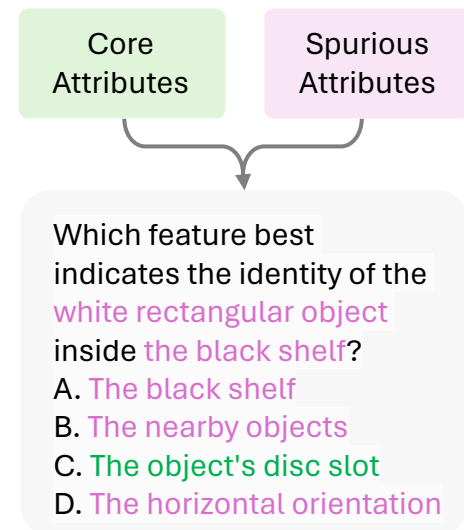 Core
Attributes
Spurious
Attributes
Which feature best
indicates the identity of the
white rectangular object
inside the black shelf?
A. The black shelf
B. The nearby objects
C. The object's disc slot
D. The horizontal orientation